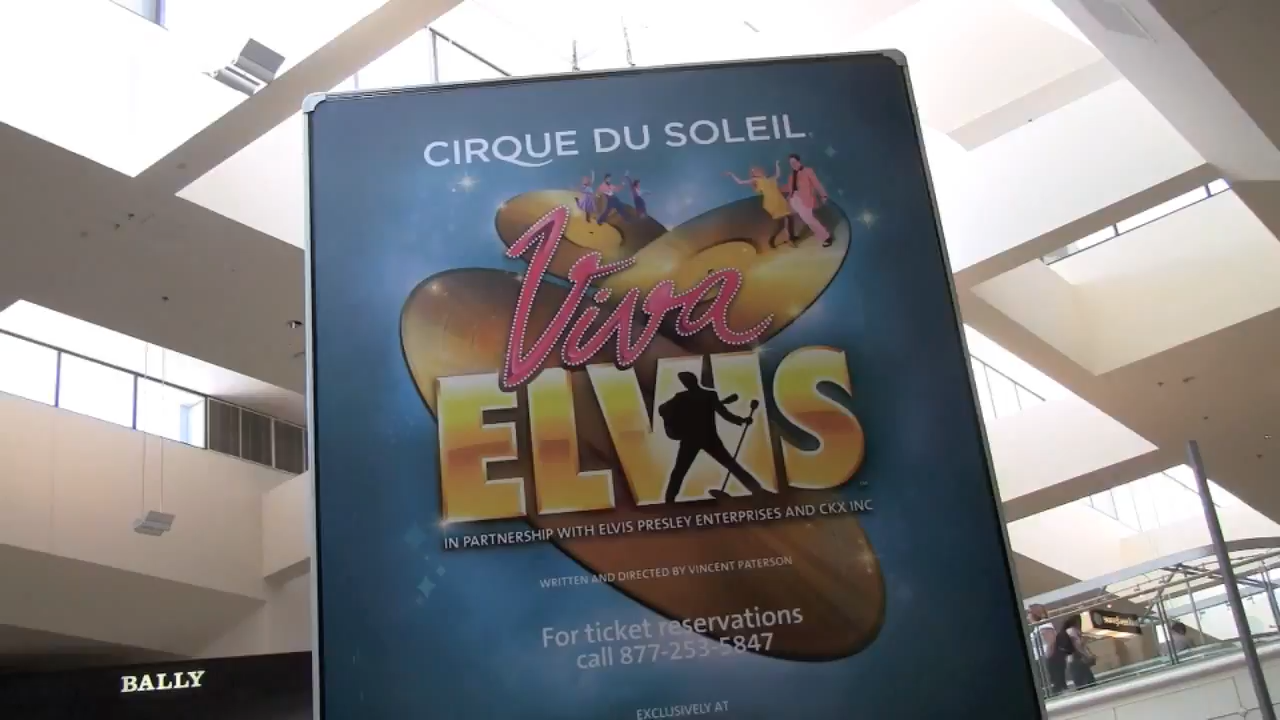 CIRQUE DU SOLEIL
Viva
ELVIS
IN PARTNERSHIP WITH ELVIS PRESLEY ENTERPRISES AND CKX INC
WRITTEN AND DIRECTED BY VINCENT PATERSON
For ticket reservations
call 877-253-5847
EXCLUSIVELY AT
BALLY